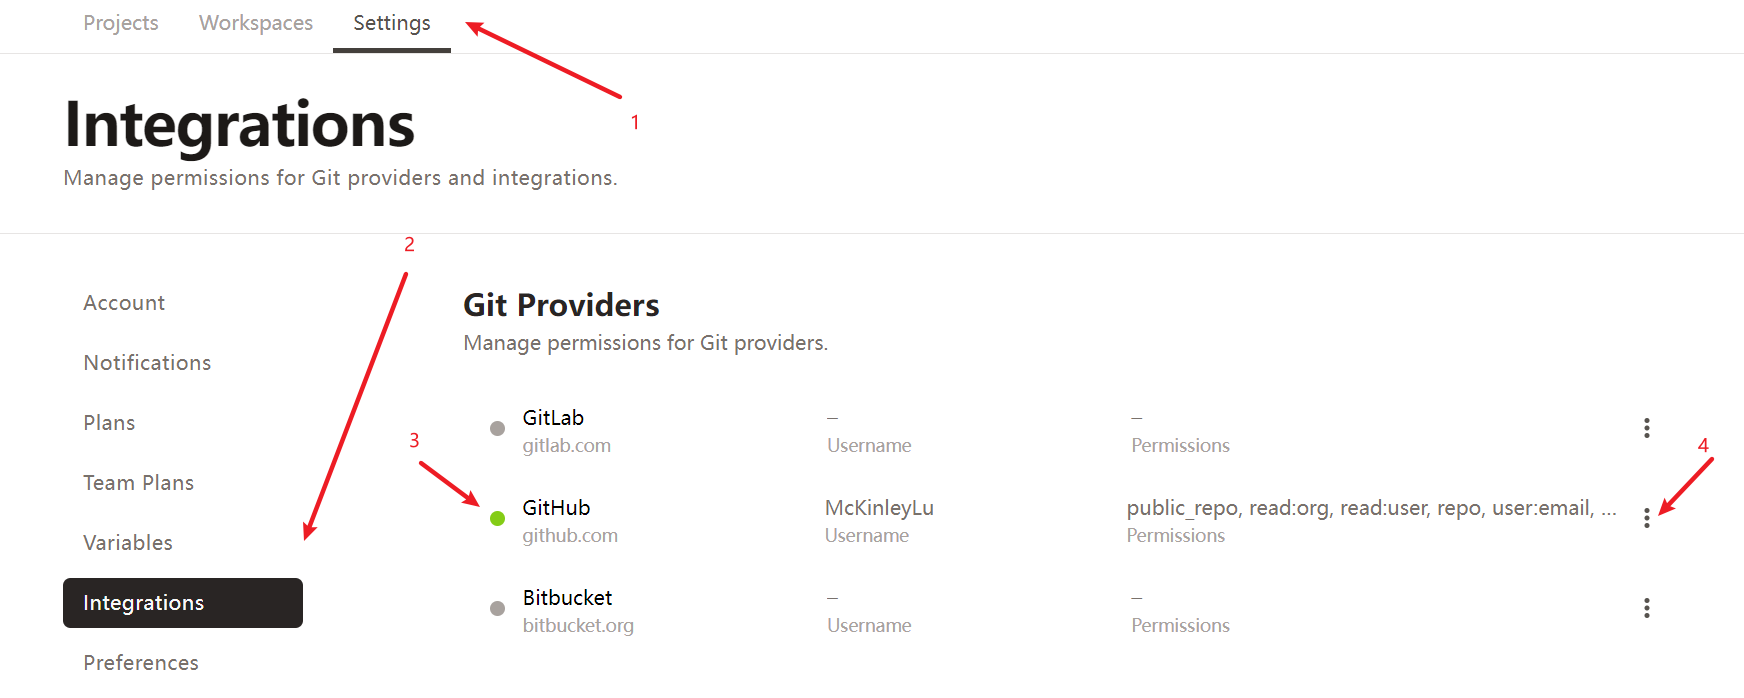 Projects Workspaces Settings
1
Integrations
Manage permissions for Git providers and integrations.
2
Account
Notifications
Plans
Team Plans
Variables
Integrations
Preferences
Git Providers
Manage permissions for Git providers.
GitLab – –
gitlab.com Username Permissions
3
4
GitHub McKinleyLu public_repo, read:org, read:user, repo, user:email, ...
github.com Username Permissions
Bitbucket – –
bitbucket.org Username Permissions